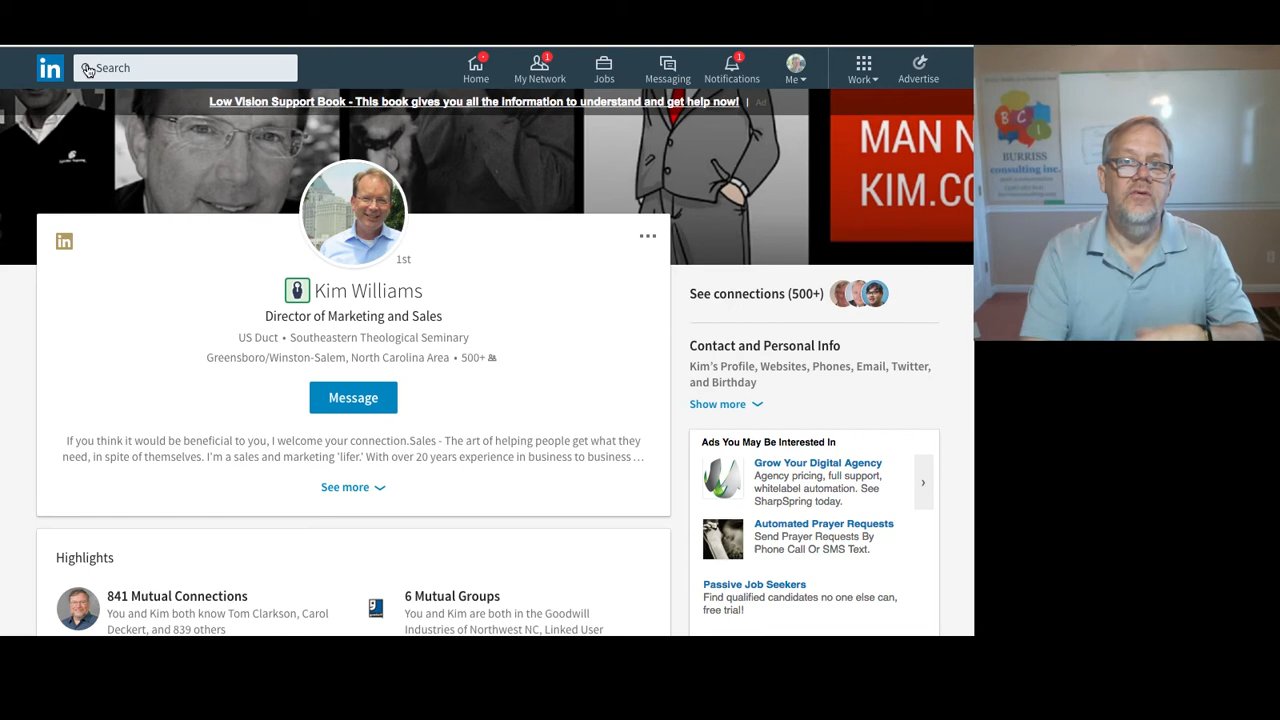 in
Search
Home
My Network
Jobs
Messaging
Notifications
Me
Work
Advertise
1
1
Low Vision Support Book - This book gives you all the information to understand and get help now! | Ad
MAN N
KIM.CO
BCI
BURRISS
consulting inc.
in
1st
Kim Williams
Director of Marketing and Sales
US Duct • Southeastern Theological Seminary
Greensboro/Winston-Salem, North Carolina Area • 500+
Message
If you think it would be beneficial to you, I welcome your connection.Sales - The art of helping people get what they
need, in spite of themselves. I'm a sales and marketing 'lifer.' With over 20 years experience in business to business ...
See more
Highlights
841 Mutual Connections
You and Kim both know Tom Clarkson, Carol
Deckert, and 839 others
6 Mutual Groups
You and Kim are both in the Goodwill
Industries of Northwest NC, Linked User
See connections (500+)
Contact and Personal Info
Kim's Profile, Websites, Phones, Email, Twitter,
and Birthday
Show more
Ads You May Be Interested In
Grow Your Digital Agency
Agency pricing, full support,
whitelabel automation. See
SharpSpring today.
Automated Prayer Requests
Send Prayer Requests By
Phone Call Or SMS Text.
Passive Job Seekers
Find qualified candidates no one else can,
free trial!